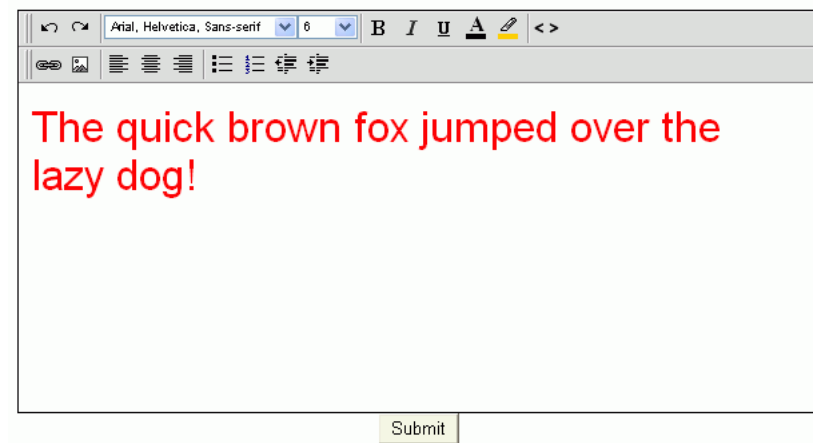 Arial, Helvetica, Sans-serif 6 B I U A <>
The quick brown fox jumped over the
lazy dog!
Submit